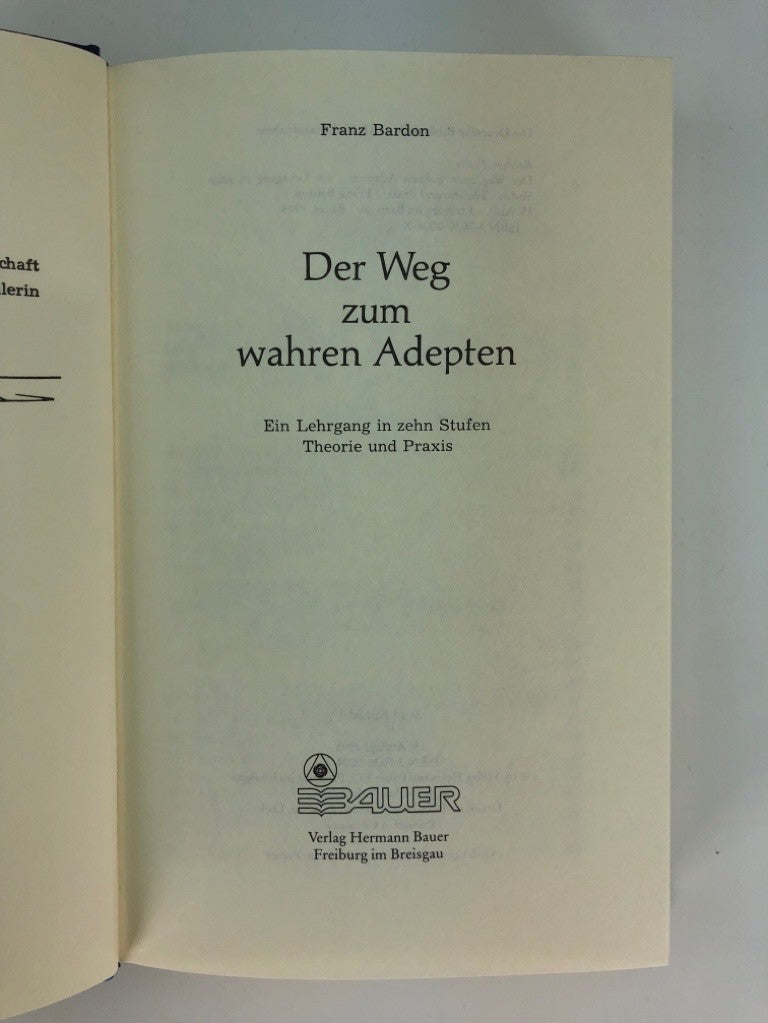 chaft
lerin
Franz Bardon
Der Weg
zum
wahren Adepten
Ein Lehrgang in zehn Stufen
Theorie und Praxis
BAUER
Verlag Hermann Bauer
Freiburg im Breisgau